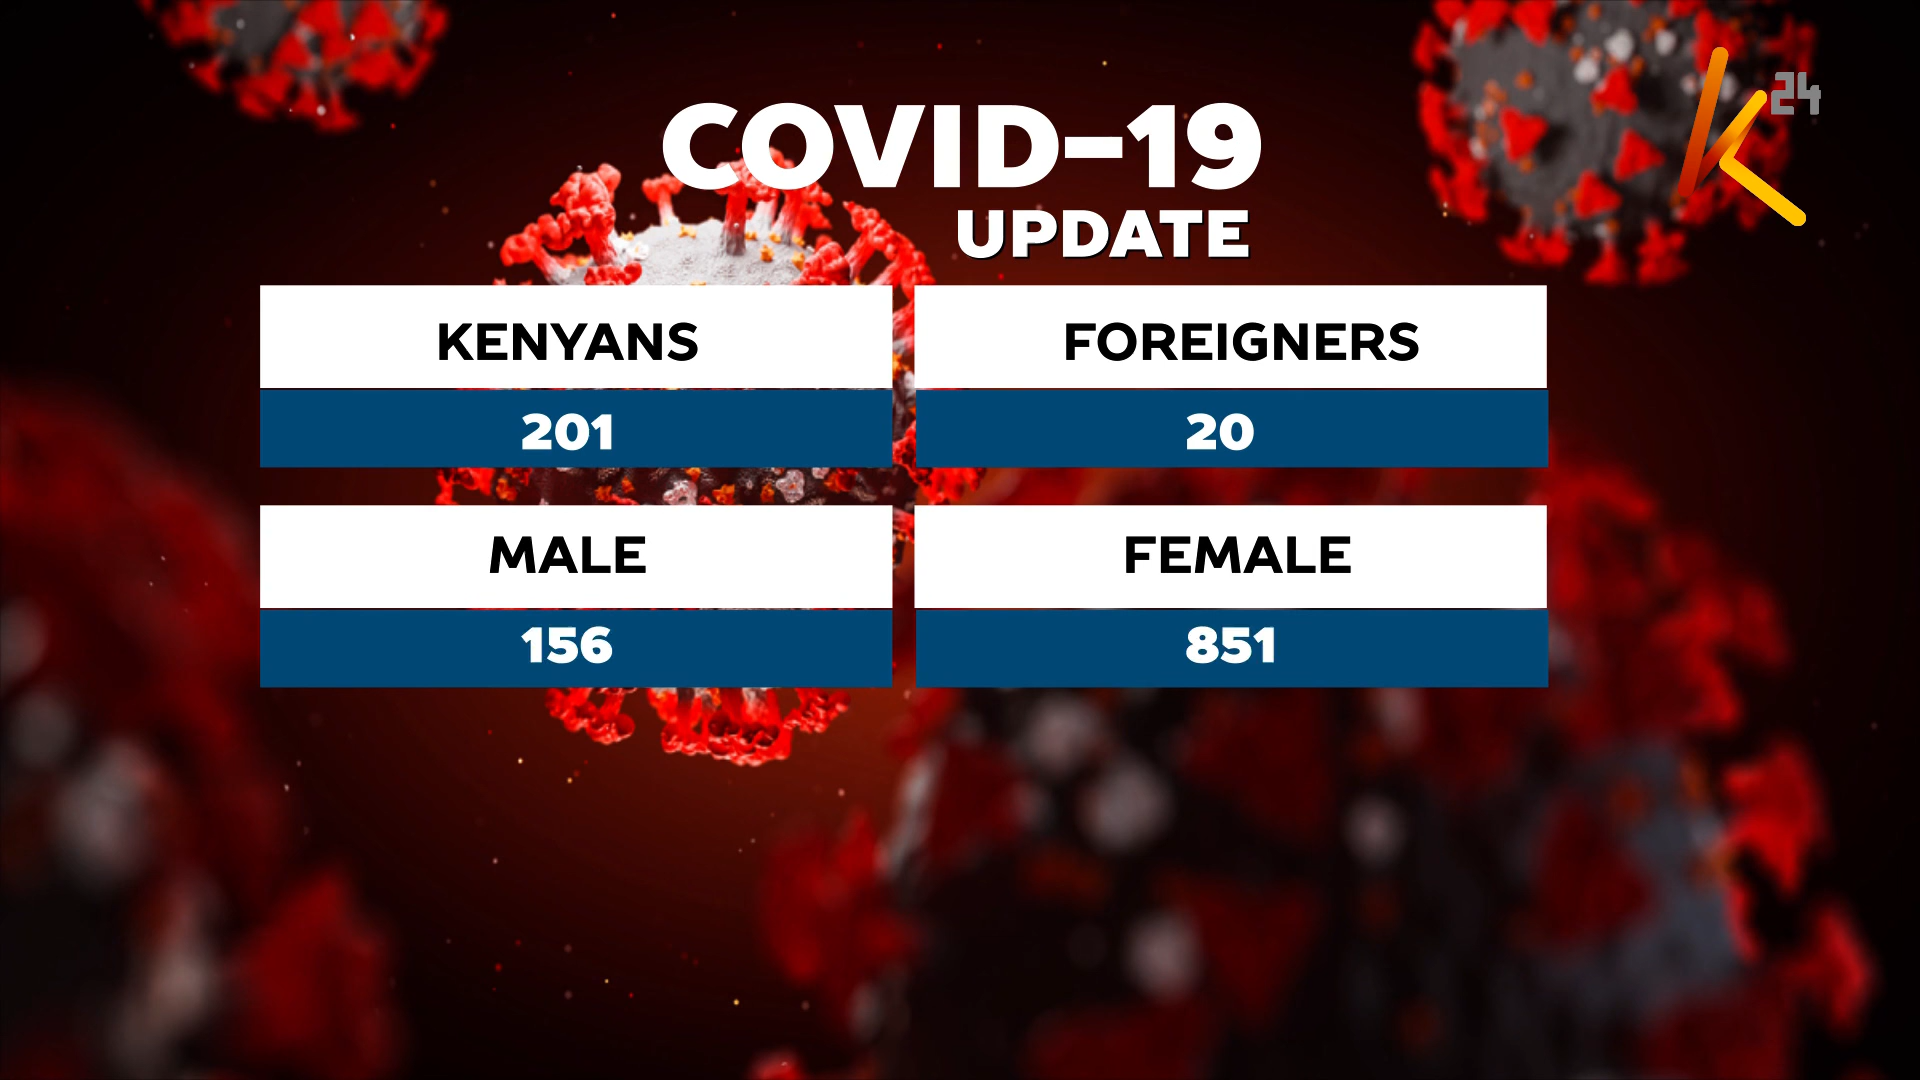 COVID-19
UPDATE
K24
KENYANS
FOREIGNERS
201
20
MALE
FEMALE
156
851